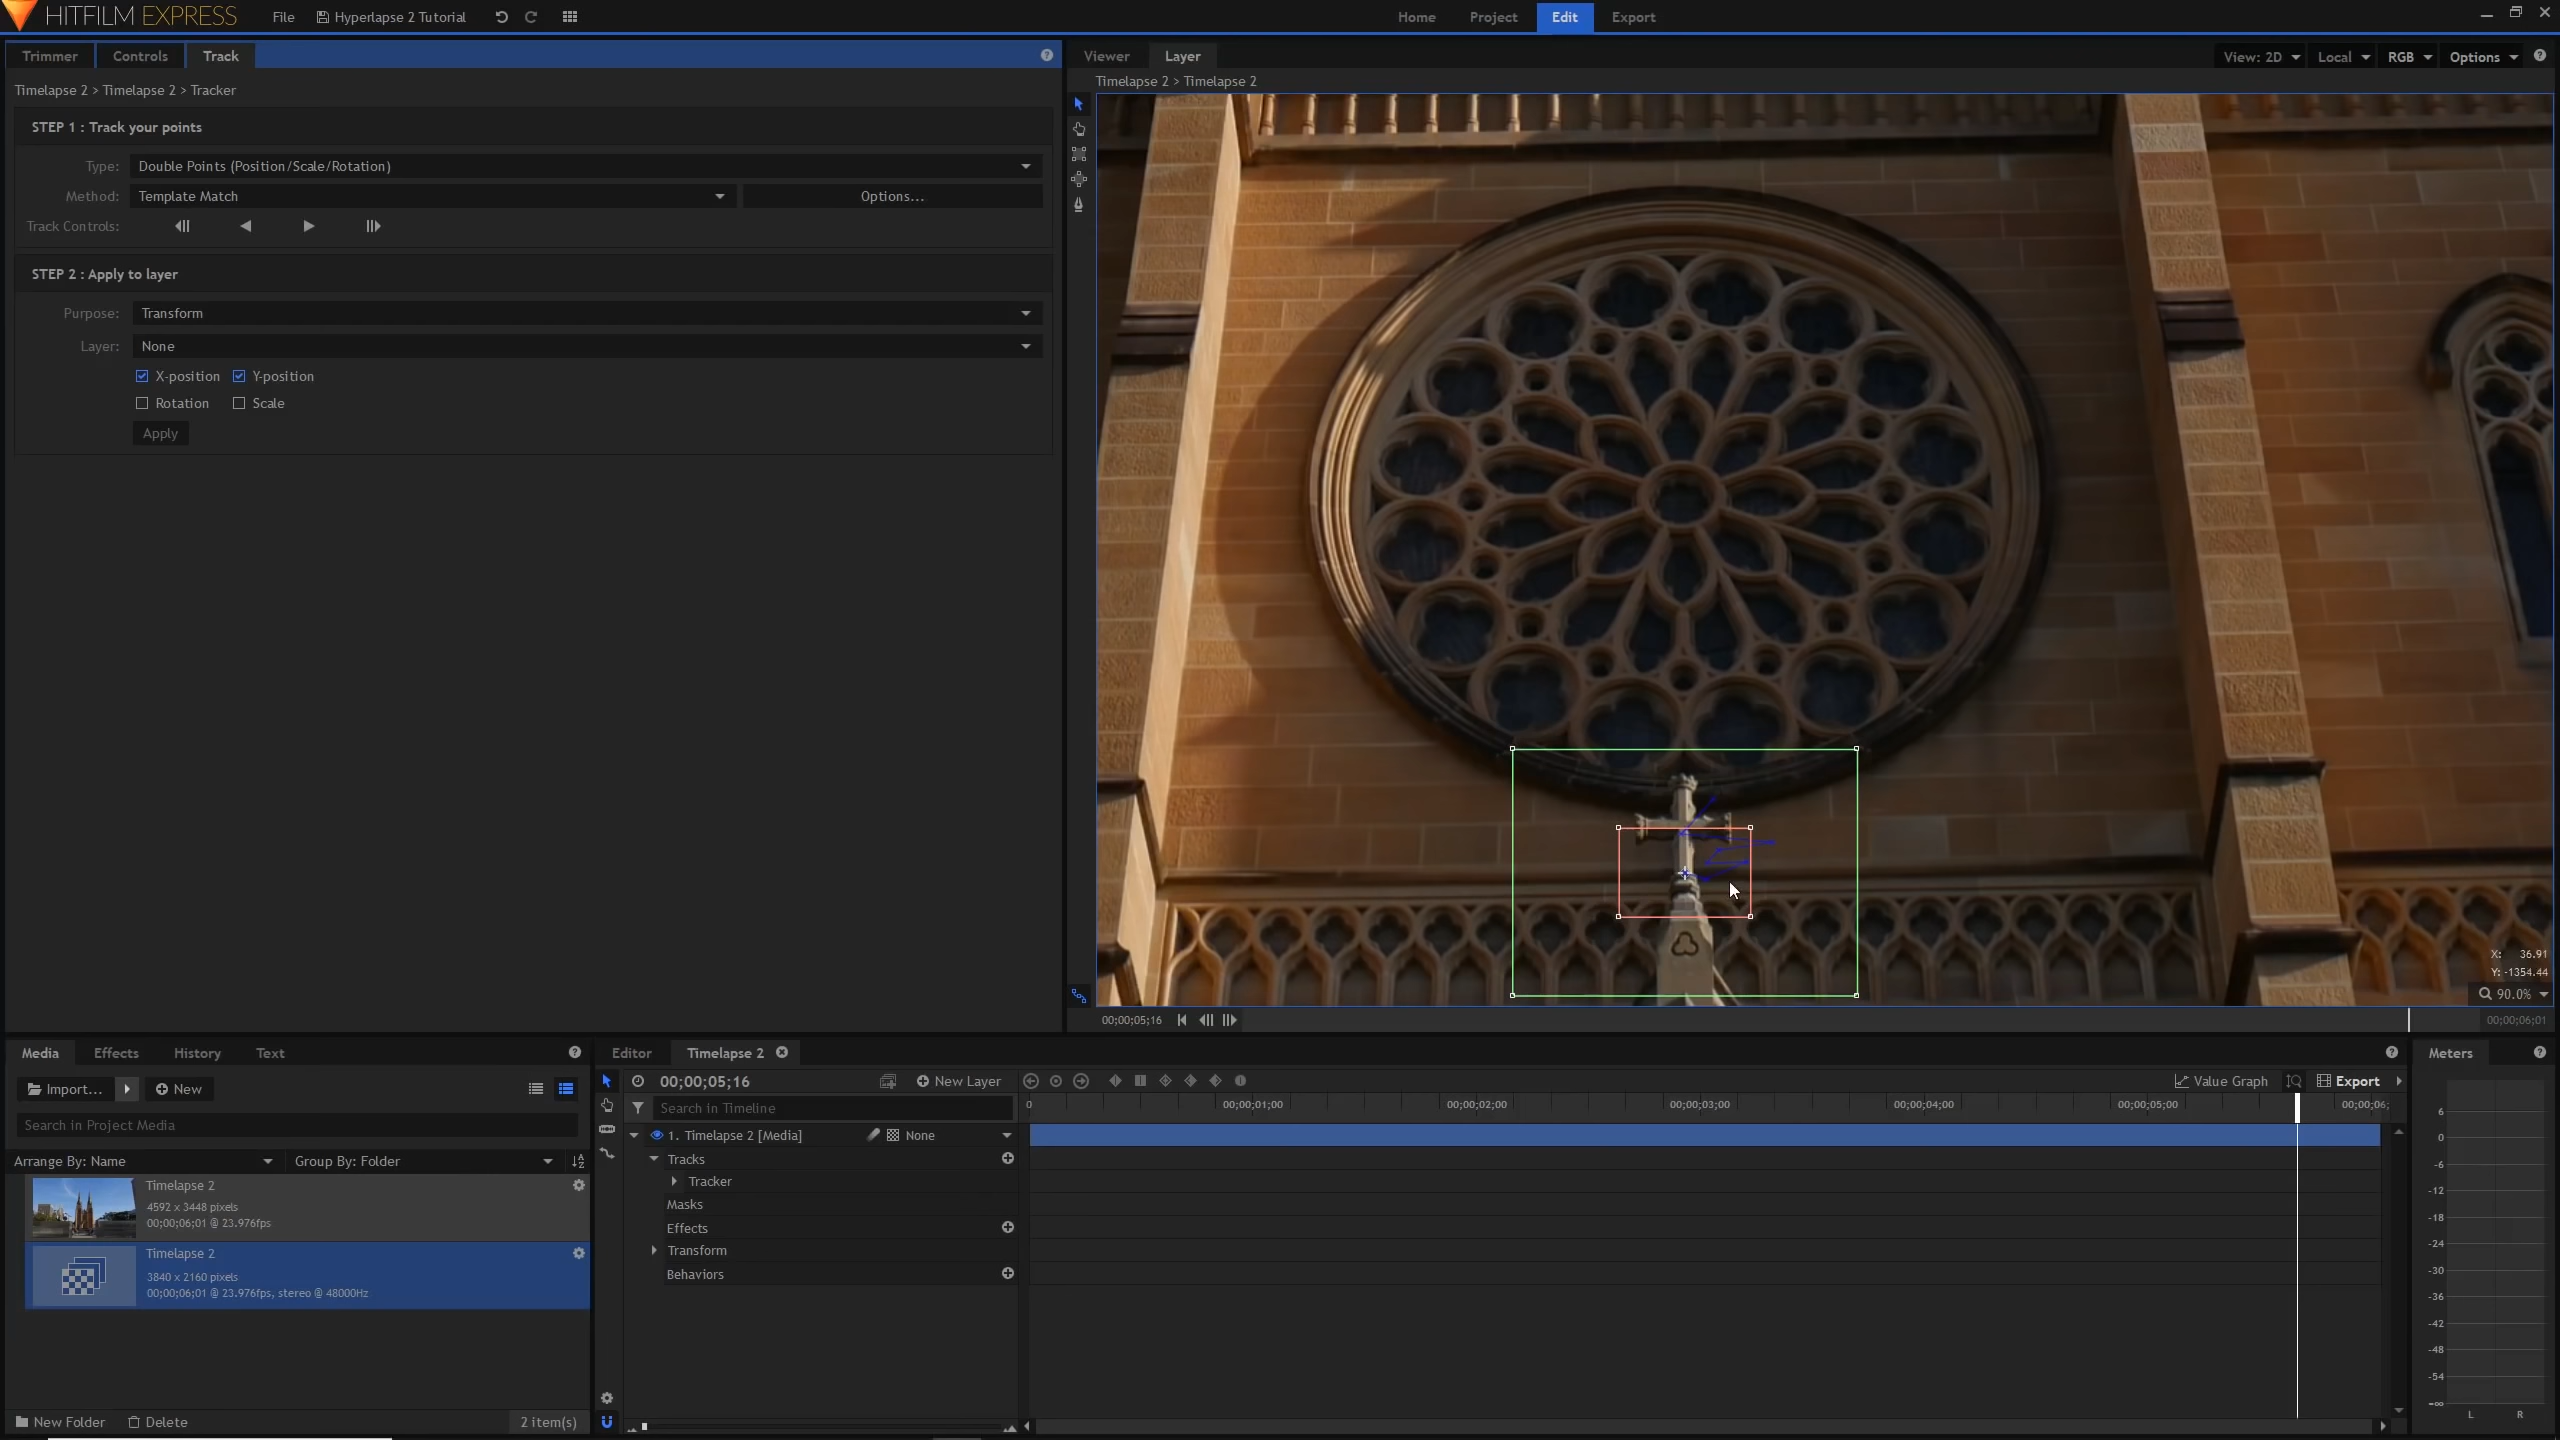 HITFILM EXPRESS
File
Hyperlapse 2 Tutorial
Home
Project
Edit
Export
Trimmer
Controls
Track
Timelapse 2 > Timelapse 2 > Tracker
STEP 1 : Track your points
Type:
Double Points (Position/Scale/Rotation)
Method:
Template Match
Options...
Track Controls:
STEP 2 : Apply to layer
Purpose:
Transform
Layer:
None
X-position
Y-position
Rotation
Scale
Apply
Viewer
Layer
View: 2D
Local
RGB
Options
Timelapse 2 > Timelapse 2
X: 36.91
Y: -1354.44
90.0%
00;00;05;16
00;00;06;01
Media
Effects
History
Text
Import...
New
Search in Project Media
Arrange By: Name
Group By: Folder
Timelapse 2
4592 x 3448 pixels
00;00;06;01 @ 23.976fps
Timelapse 2
3840 x 2160 pixels
00;00;06;01 @ 23.976fps, stereo @ 48000Hz
New Folder
Delete
2 item(s)
Editor
Timelapse 2
00;00;05;16
New Layer
Value Graph
Export
Search in Timeline
0
00;00;01;00
00;00;02;00
00;00;03;00
00;00;04;00
00;00;05;00
00;00;06;
1. Timelapse 2 [Media]
None
Tracks
Tracker
Masks
Effects
Transform
Behaviors
Meters
6
0
-6
-12
-18
-24
-30
-36
-42
-48
-54
-∞
L
R